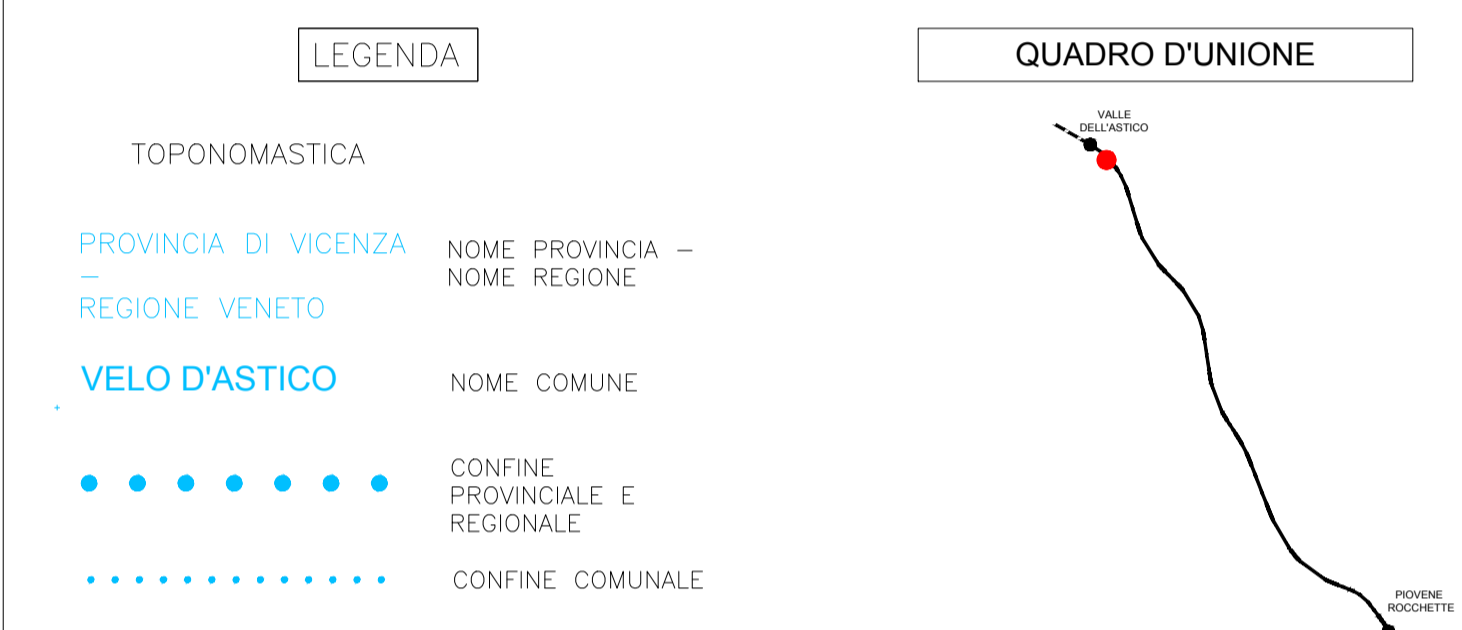 LEGENDA
TOPONOMASTICA
PROVINCIA DI VICENZA
–
REGIONE VENETO
NOME PROVINCIA –
NOME REGIONE
VELO D'ASTICO
NOME COMUNE
CONFINE
PROVINCIALE E
REGIONALE
CONFINE COMUNALE
QUADRO D'UNIONE
VALLE
DELL'ASTICO
PIOVENE
ROCCHETTE